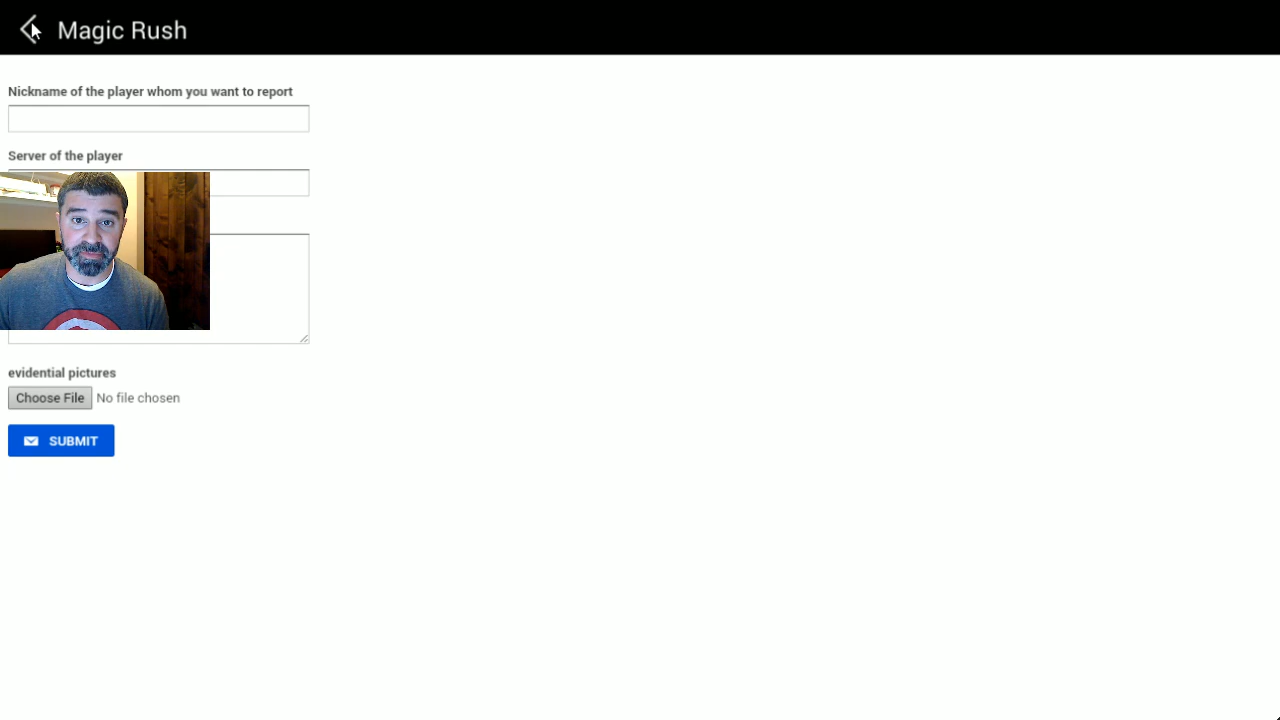 Magic Rush
Nickname of the player whom you want to report
Server of the player
evidential pictures
Choose File No file chosen
SUBMIT